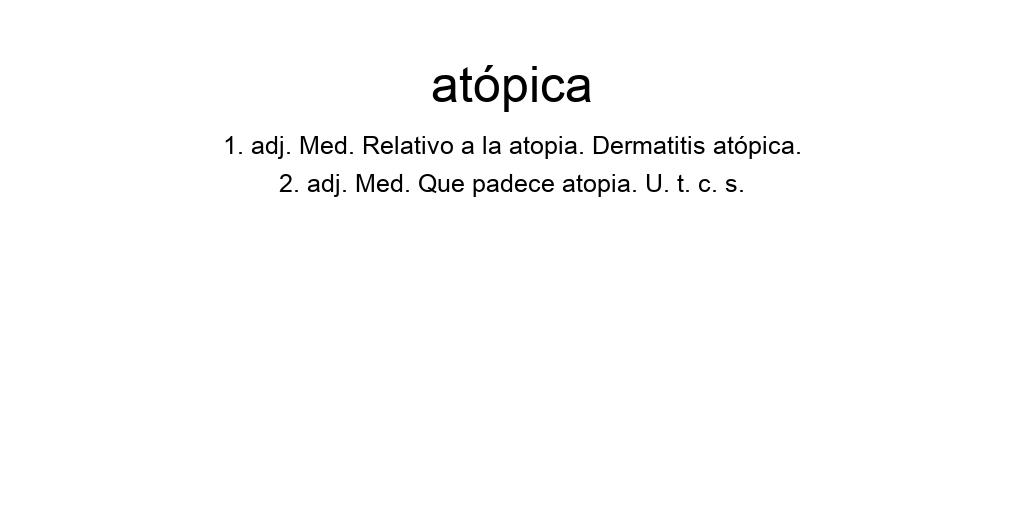 atópica
1. adj. Med. Relativo a la atopia. Dermatitis atópica.
2. adj. Med. Que padece atopia. U. t. c. s.